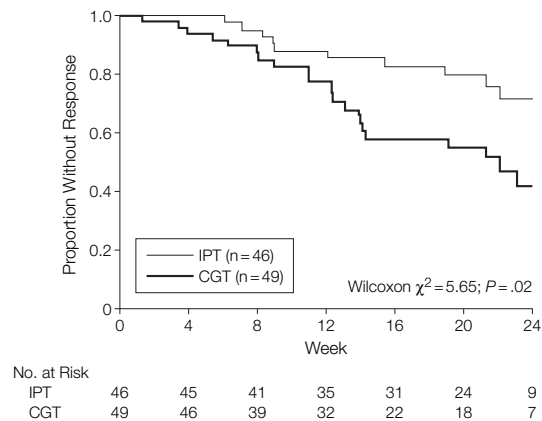 Proportion Without Response
1.0
0.8
0.6
0.4
0.2
0
IPT (n=46)
CGT (n=49)
Wilcoxon χ²=5.65; P=.02
0 4 8 12 16 20 24
Week
No. at Risk
IPT 46 45 41 35 31 24 9
CGT 49 46 39 32 22 18 7